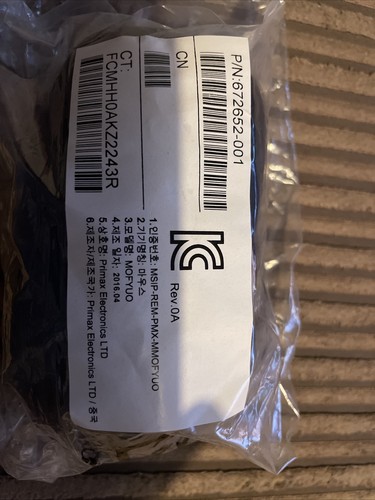 P/N:672652-001
CN
CT:
FCMHH0AKZ2243R
Rev.0A
1.인증번호: MSIP-REM-PMX-MMOFYUO
2.기기명칭: 마우스
3.모델명: MOFYUO
4.제조 일자: 2016.04
5.상호명: Primax Electronics LTD
6.제조자/제조국가: Primax Electronics LTD / 중국